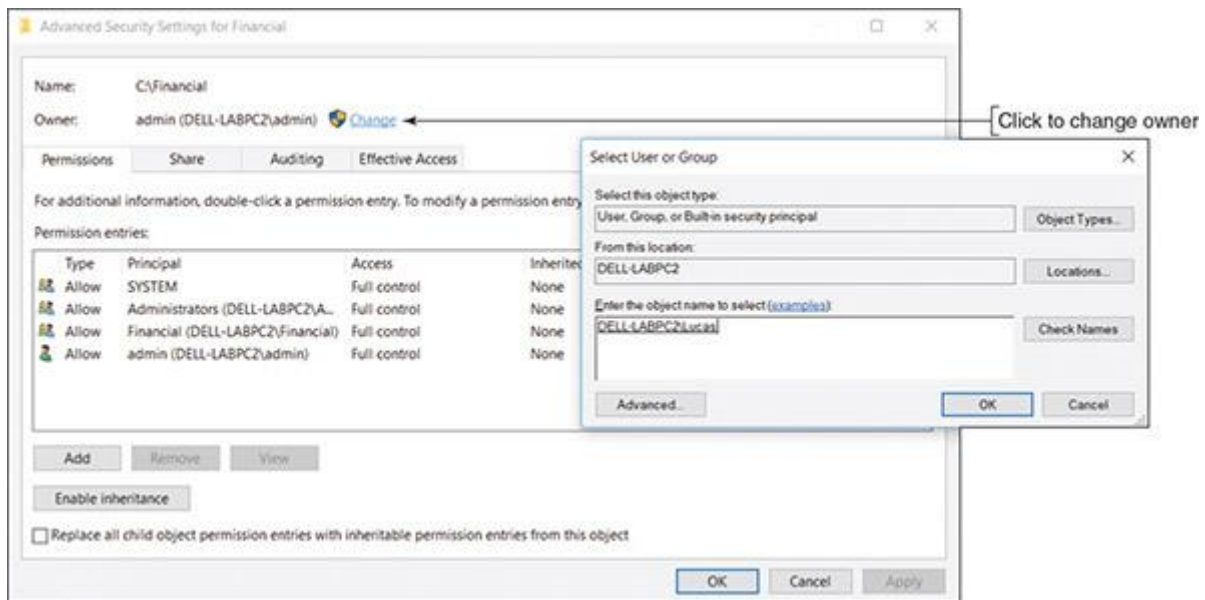 Advanced Security Settings for Financial
Name: C:\Financial
Owner: admin (DELL-LABPC2\admin) Change
Click to change owner
Permissions Share Auditing Effective Access
For additional information, double-click a permission entry. To modify a permission entry
Permission entries:
Type Principal Access Inherited
Allow SYSTEM Full control None
Allow Administrators (DELL-LABPC2\A... Full control None
Allow Financial (DELL-LABPC2\Financial) Full control None
Allow admin (DELL-LABPC2\admin) Full control None
Select User or Group
Select this object type:
User, Group, or Built-in security principal Object Types...
From this location:
DELL-LABPC2 Locations...
Enter the object name to select (examples):
DELL-LABPC2\Lucas Check Names
Advanced... OK Cancel
Add Remove View
Enable inheritance
Replace all child object permission entries with inheritable permission entries from this object
OK Cancel Apply